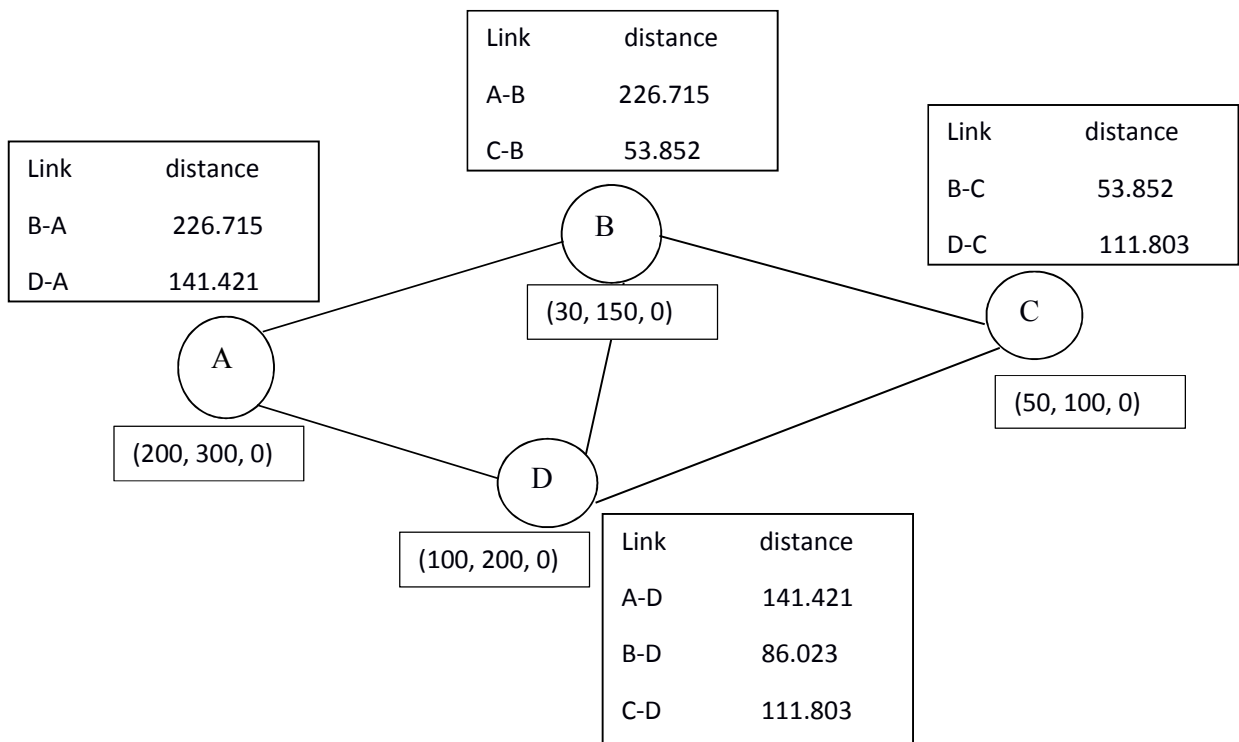 Link distance
A-B 226.715
C-B 53.852
Link distance
B-C 53.852
D-C 111.803
Link distance
B-A 226.715
D-A 141.421
B
(30, 150, 0)
C
(50, 100, 0)
A
(200, 300, 0)
D
(100, 200, 0)
Link distance
A-D 141.421
B-D 86.023
C-D 111.803